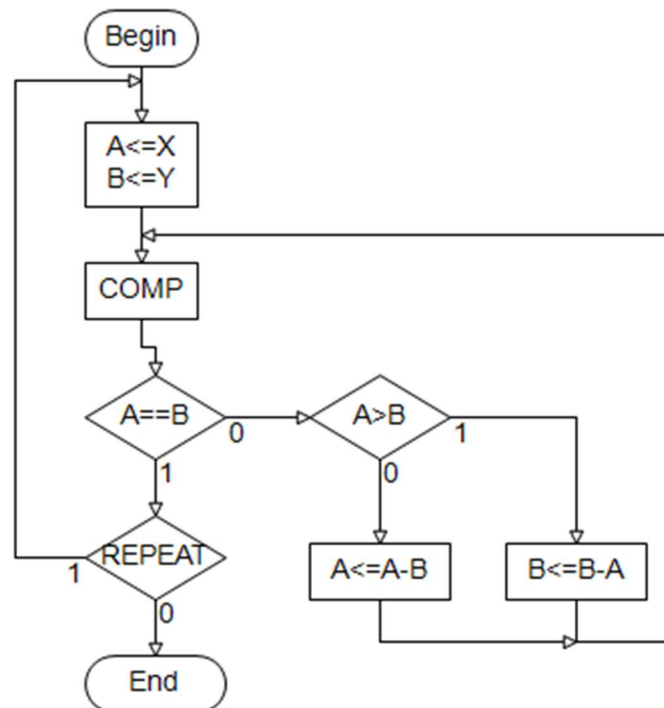 Begin
A<=X
B<=Y
COMP
A==B
0
A>B
1
1
0
REPEAT
1
A<=A-B
B<=B-A
0
End